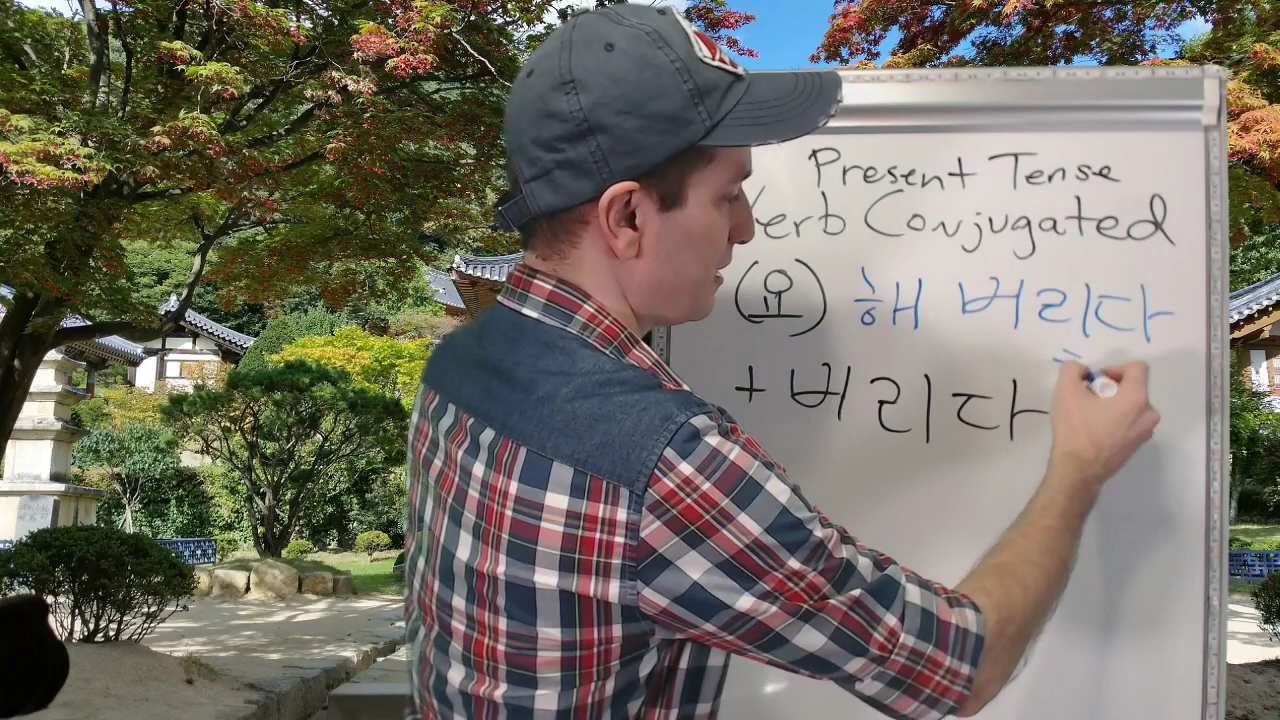 Present Tense
Verb Conjugated
(요) 해 버리다
+ 버리다